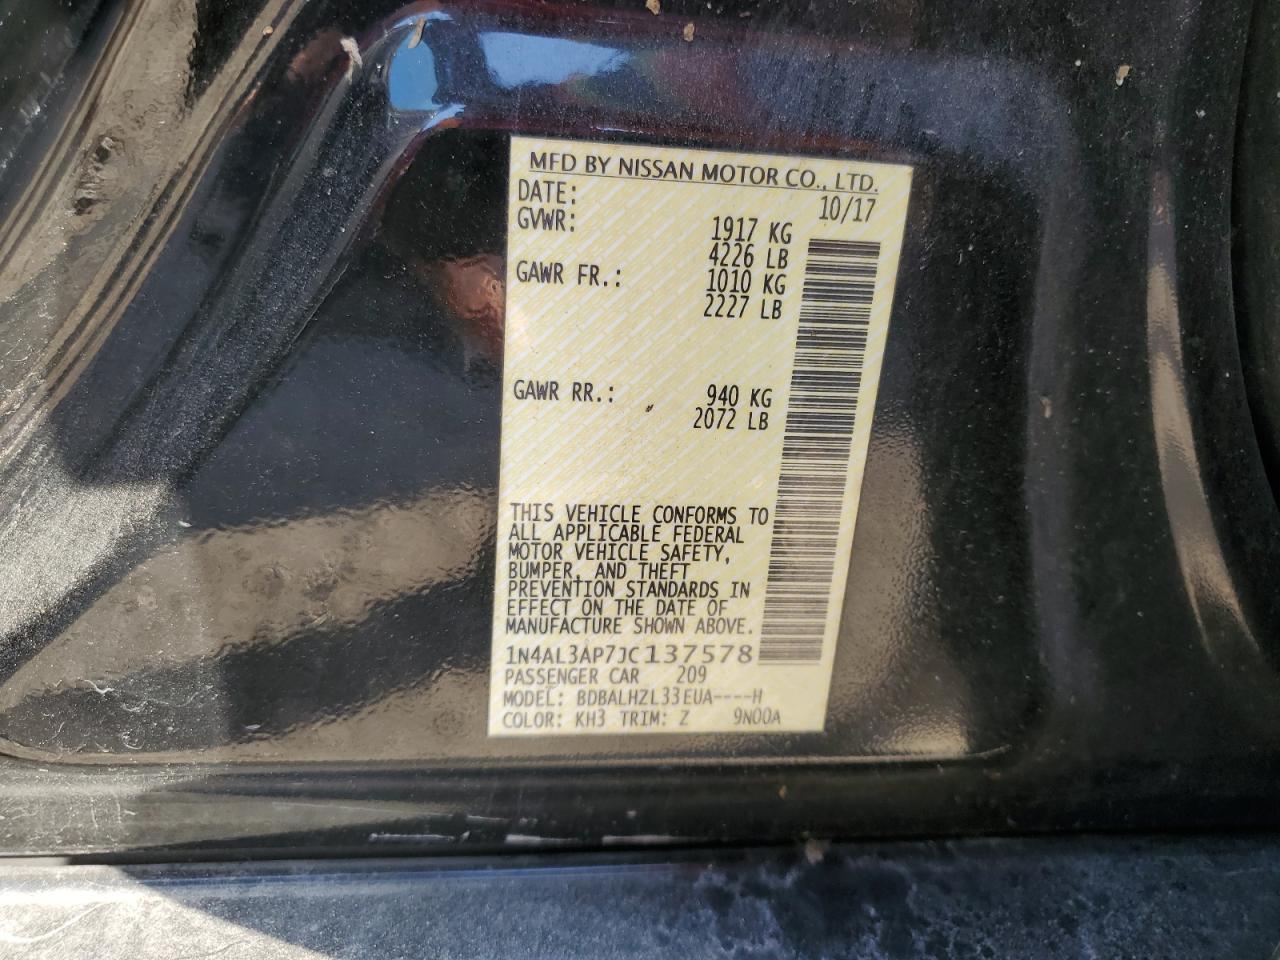 MFD BY NISSAN MOTOR CO., LTD.
DATE: 10/17
GVWR: 1917 KG
4226 LB
GAWR FR.: 1010 KG
2227 LB
GAWR RR.: 940 KG
2072 LB
THIS VEHICLE CONFORMS TO
ALL APPLICABLE FEDERAL
MOTOR VEHICLE SAFETY,
BUMPER, AND THEFT
PREVENTION STANDARDS IN
EFFECT ON THE DATE OF
MANUFACTURE SHOWN ABOVE.
1N4AL3AP7JC137578
PASSENGER CAR 209
MODEL: BDBALHZL33EUA----H
COLOR: KH3 TRIM: Z 9N00A